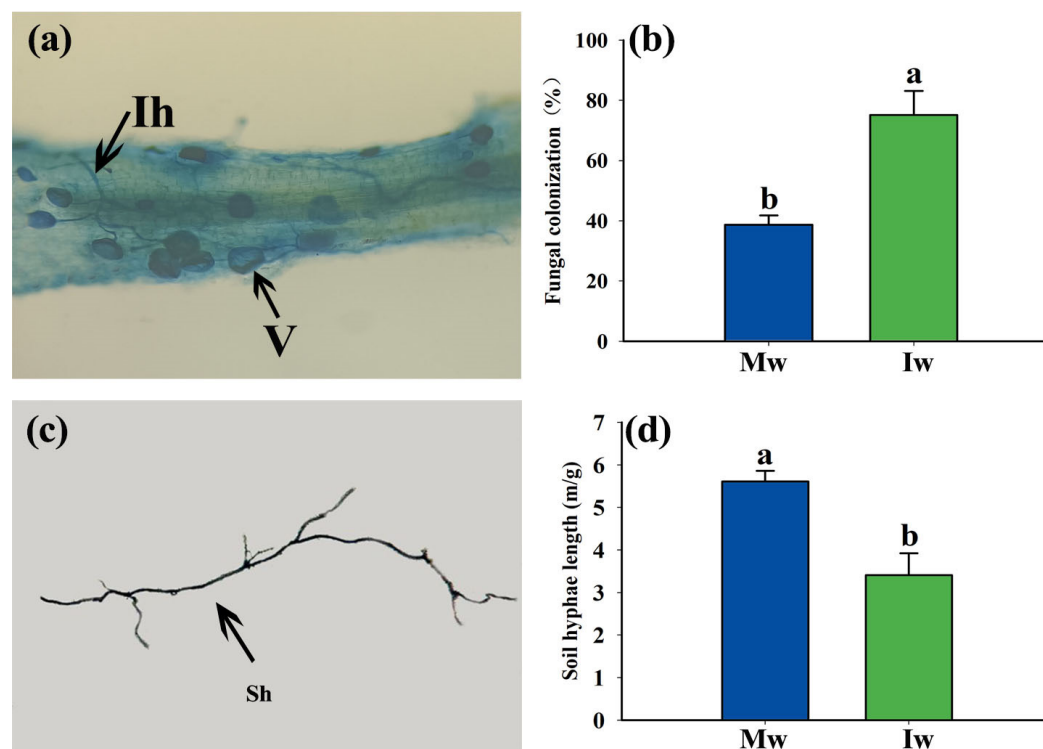 (a)
Ih
V
(b)
Fungal colonization (%)
100
80
60
40
20
0
b
a
Mw
Iw
(c)
Sh
(d)
Soil hyphae length (m/g)
7
6
5
4
3
2
1
0
a
b
Mw
Iw